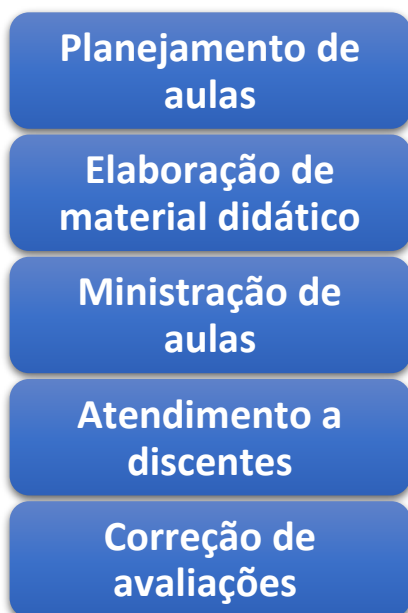 Planejamento de
aulas
Elaboração de
material didático
Ministração de
aulas
Atendimento a
discentes
Correção de
avaliações